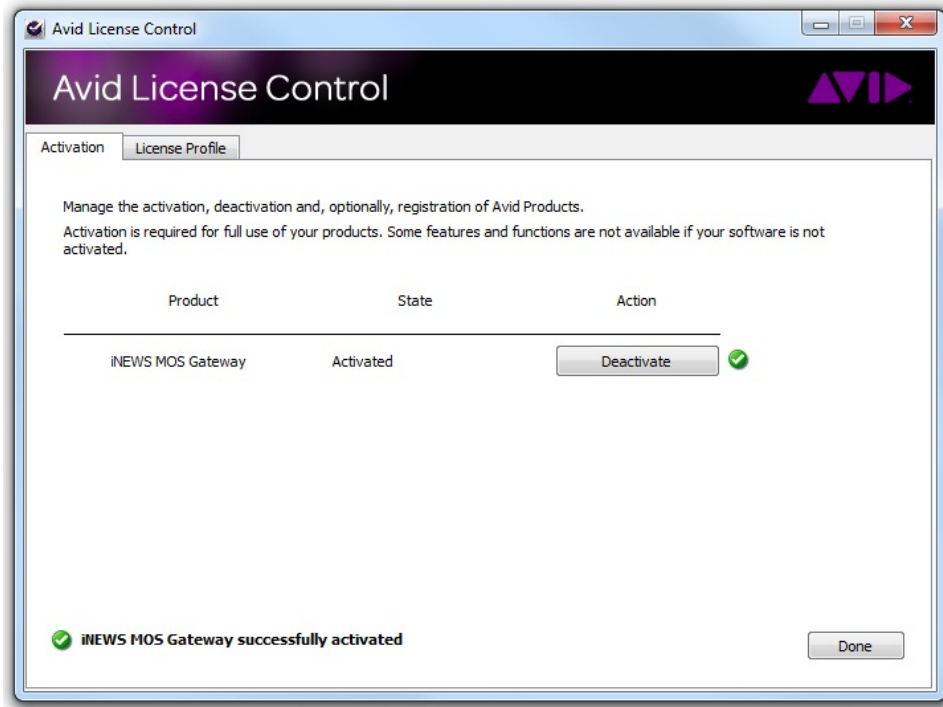 Avid License Control
Avid License Control
AVID
Activation
License Profile
Manage the activation, deactivation and, optionally, registration of Avid Products.
Activation is required for full use of your products. Some features and functions are not available if your software is not
activated.
Product State Action
iNEWS MOS Gateway Activated Deactivate
iNEWS MOS Gateway successfully activated
Done